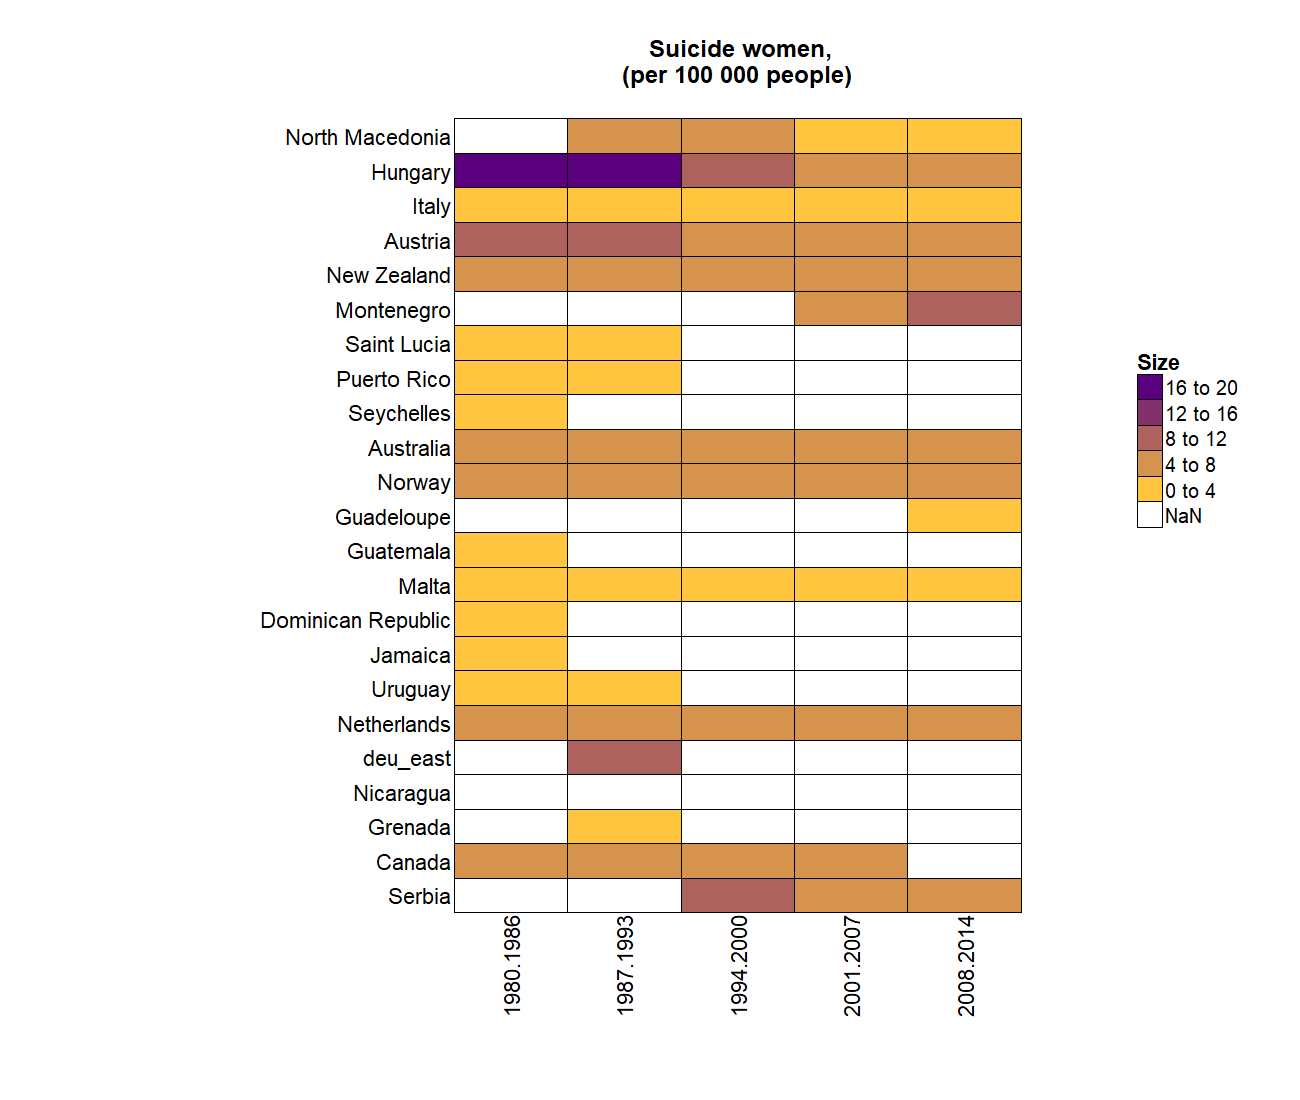 Suicide women,
(per 100 000 people)
North Macedonia
Hungary
Italy
Austria
New Zealand
Montenegro
Saint Lucia
Puerto Rico
Seychelles
Australia
Norway
Guadeloupe
Guatemala
Malta
Dominican Republic
Jamaica
Uruguay
Netherlands
deu_east
Nicaragua
Grenada
Canada
Serbia
1980.1986
1987.1993
1994.2000
2001.2007
2008.2014
Size
16 to 20
12 to 16
8 to 12
4 to 8
0 to 4
NaN